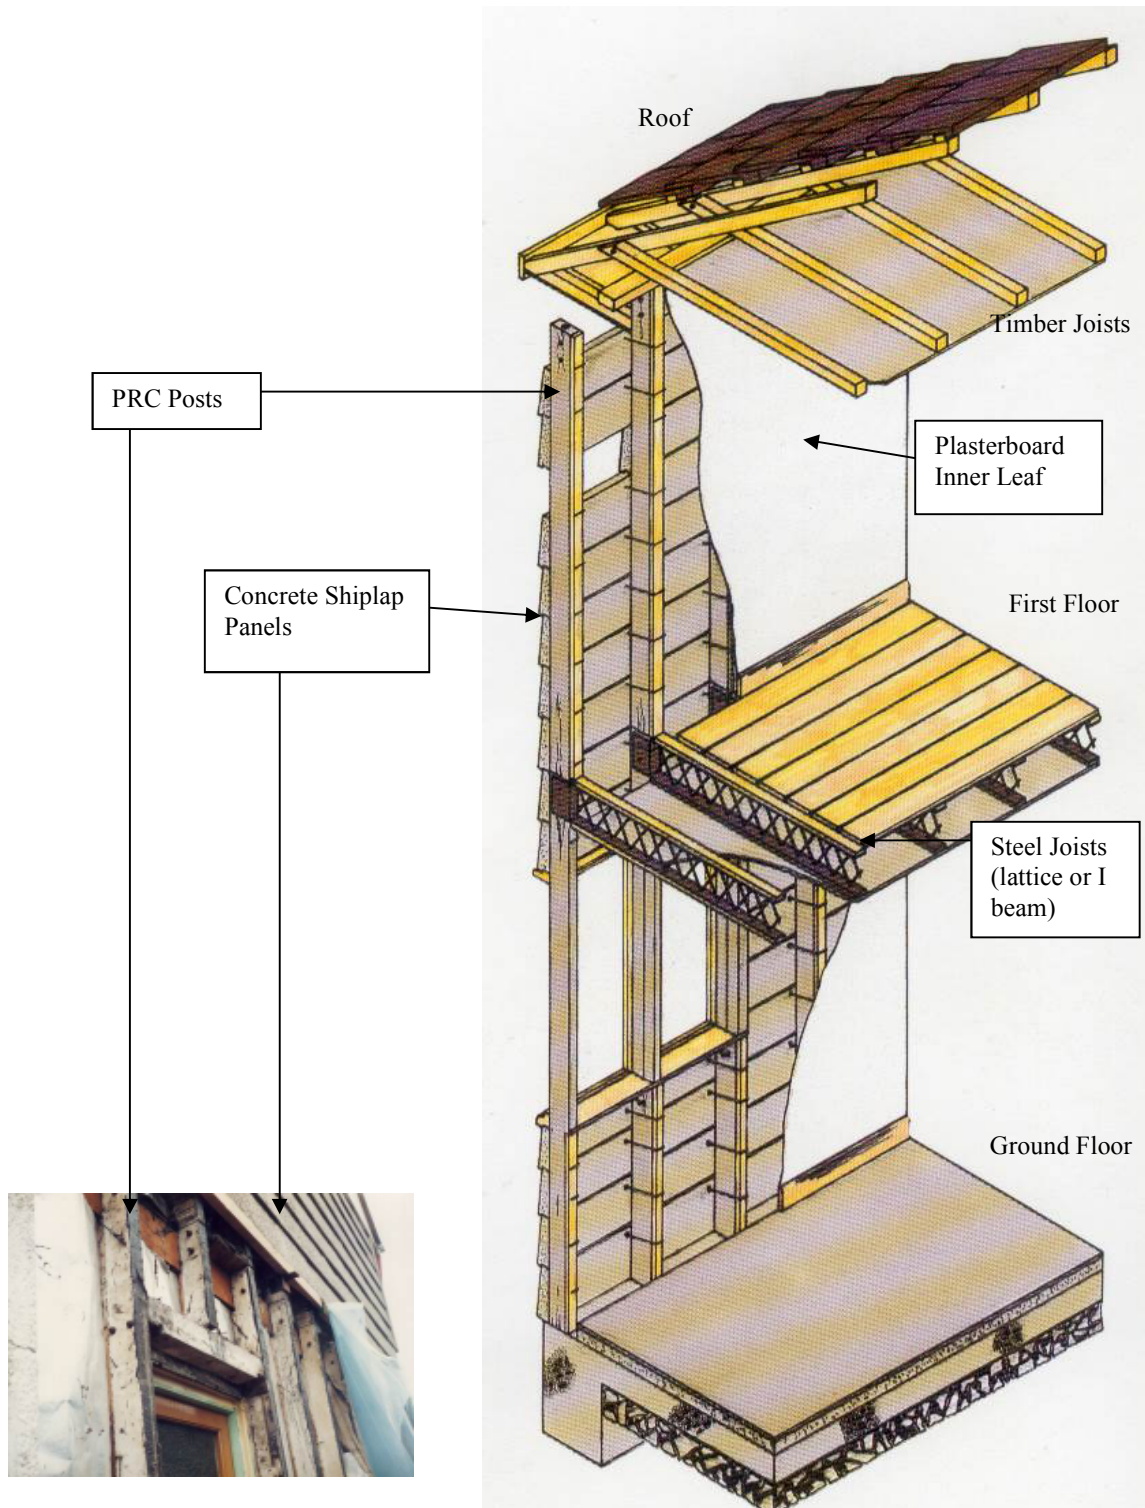 Roof
Timber Joists
PRC Posts
Plasterboard
Inner Leaf
Concrete Shiplap
Panels
First Floor
Steel Joists
(lattice or I
beam)
Ground Floor